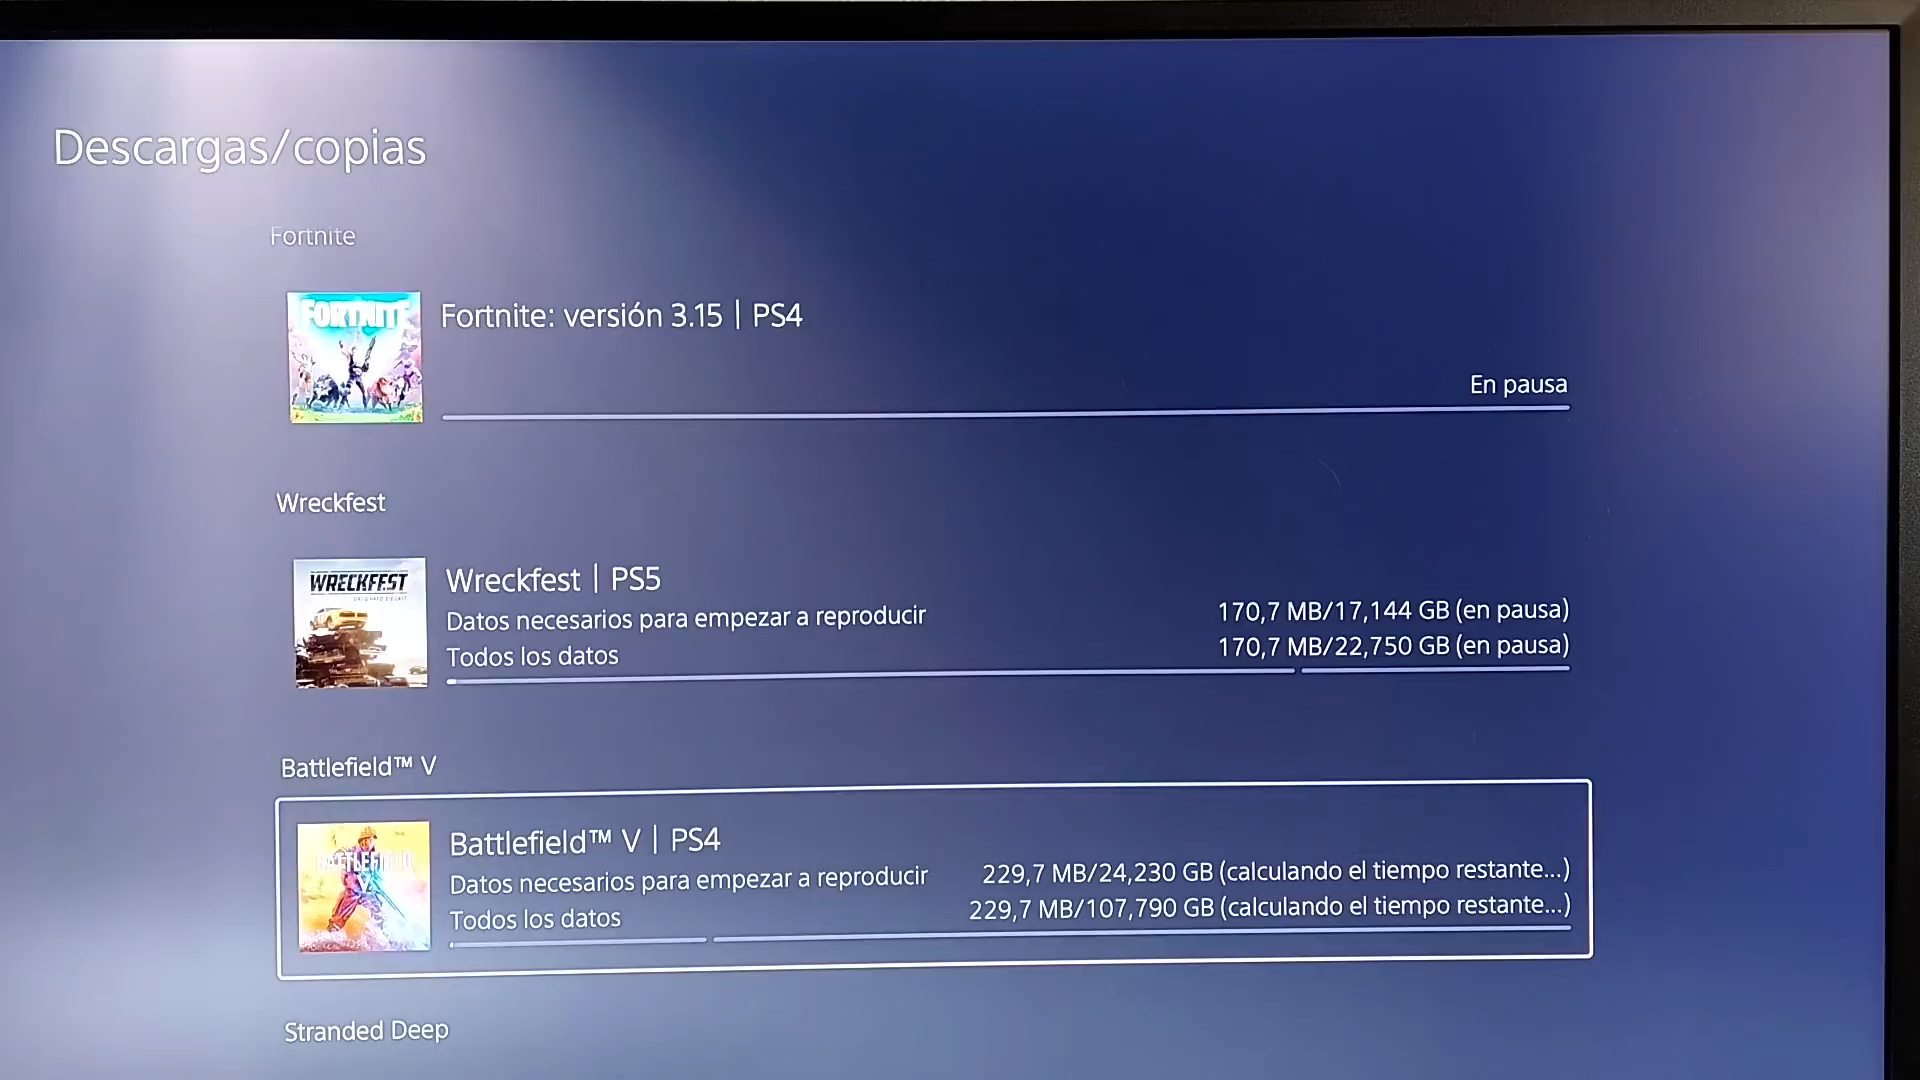 Descargas/copias
Fortnite
FORTNITE
Fortnite: versión 3.15 | PS4
En pausa
Wreckfest
WRECKFEST
Wreckfest | PS5
Datos necesarios para empezar a reproducir 170,7 MB/17,144 GB (en pausa)
Todos los datos 170,7 MB/22,750 GB (en pausa)
Battlefield™ V
BATTLEFIELD
V
Battlefield™ V | PS4
Datos necesarios para empezar a reproducir 229,7 MB/24,230 GB (calculando el tiempo restante...)
Todos los datos 229,7 MB/107,790 GB (calculando el tiempo restante...)
Stranded Deep